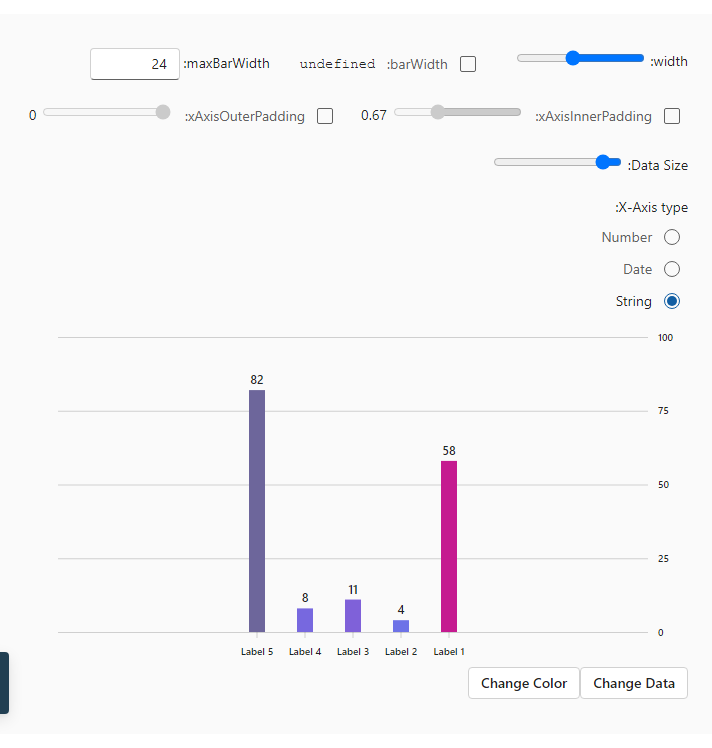 :width
undefined :barWidth
24 :maxBarWidth
:xAxisInnerPadding 0.67
:xAxisOuterPadding 0
:Data Size
:X-Axis type
Number
Date
String
100
75
50
25
0
82
8
11
4
58
Label 5 Label 4 Label 3 Label 2 Label 1
Change Color Change Data